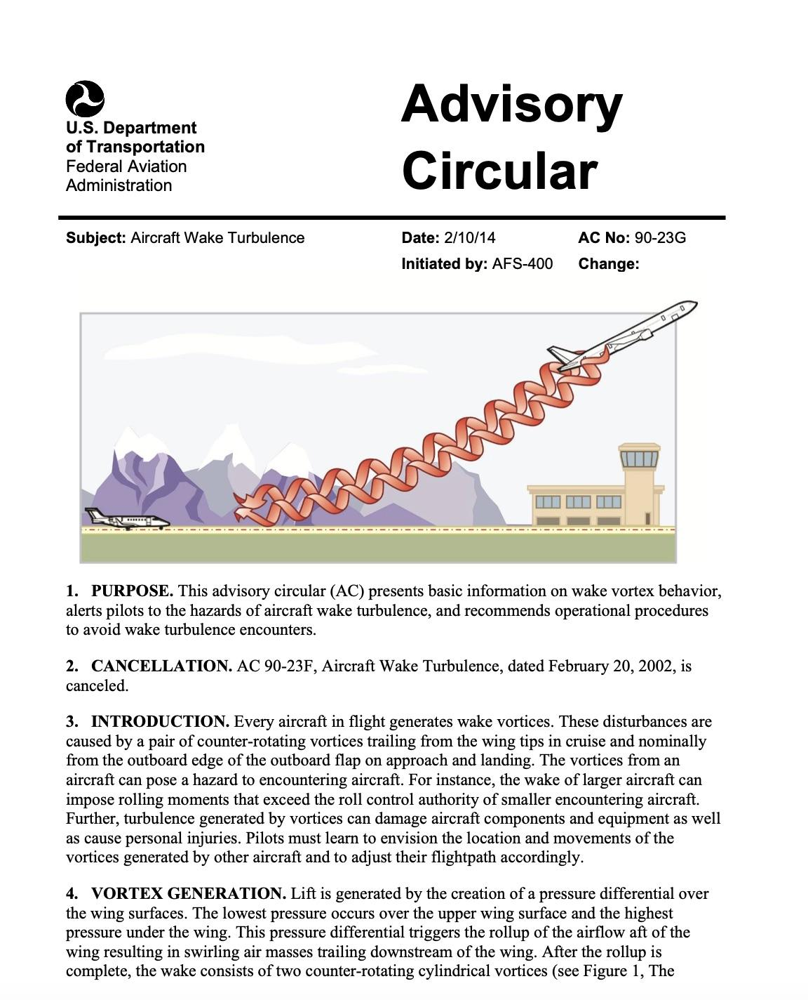 U.S. Department
of Transportation
Federal Aviation
Administration
Advisory
Circular
Subject: Aircraft Wake Turbulence
Date: 2/10/14
AC No: 90-23G
Initiated by: AFS-400
Change:
1. PURPOSE. This advisory circular (AC) presents basic information on wake vortex behavior,
alerts pilots to the hazards of aircraft wake turbulence, and recommends operational procedures
to avoid wake turbulence encounters.
2. CANCELLATION. AC 90-23F, Aircraft Wake Turbulence, dated February 20, 2002, is
canceled.
3. INTRODUCTION. Every aircraft in flight generates wake vortices. These disturbances are
caused by a pair of counter-rotating vortices trailing from the wing tips in cruise and nominally
from the outboard edge of the outboard flap on approach and landing. The vortices from an
aircraft can pose a hazard to encountering aircraft. For instance, the wake of larger aircraft can
impose rolling moments that exceed the roll control authority of smaller encountering aircraft.
Further, turbulence generated by vortices can damage aircraft components and equipment as well
as cause personal injuries. Pilots must learn to envision the location and movements of the
vortices generated by other aircraft and to adjust their flightpath accordingly.
4. VORTEX GENERATION. Lift is generated by the creation of a pressure differential over
the wing surfaces. The lowest pressure occurs over the upper wing surface and the highest
pressure under the wing. This pressure differential triggers the rollup of the airflow aft of the
wing resulting in swirling air masses trailing downstream of the wing. After the rollup is
complete, the wake consists of two counter-rotating cylindrical vortices (see Figure 1, The